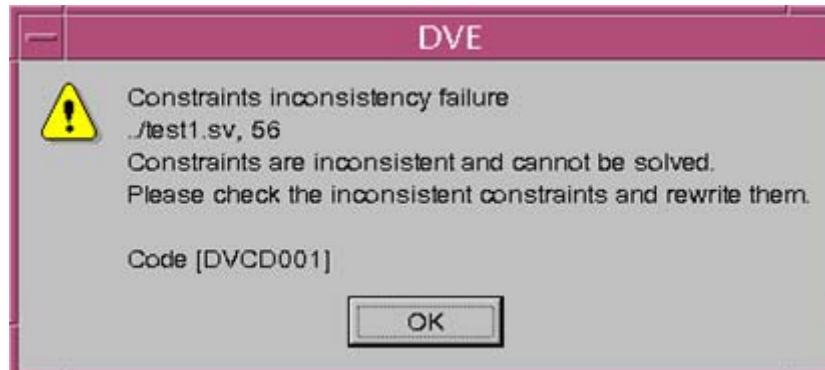 DVE
Constraints inconsistency failure
../test1.sv, 56
Constraints are inconsistent and cannot be solved.
Please check the inconsistent constraints and rewrite them.
Code [DVCD001]
OK